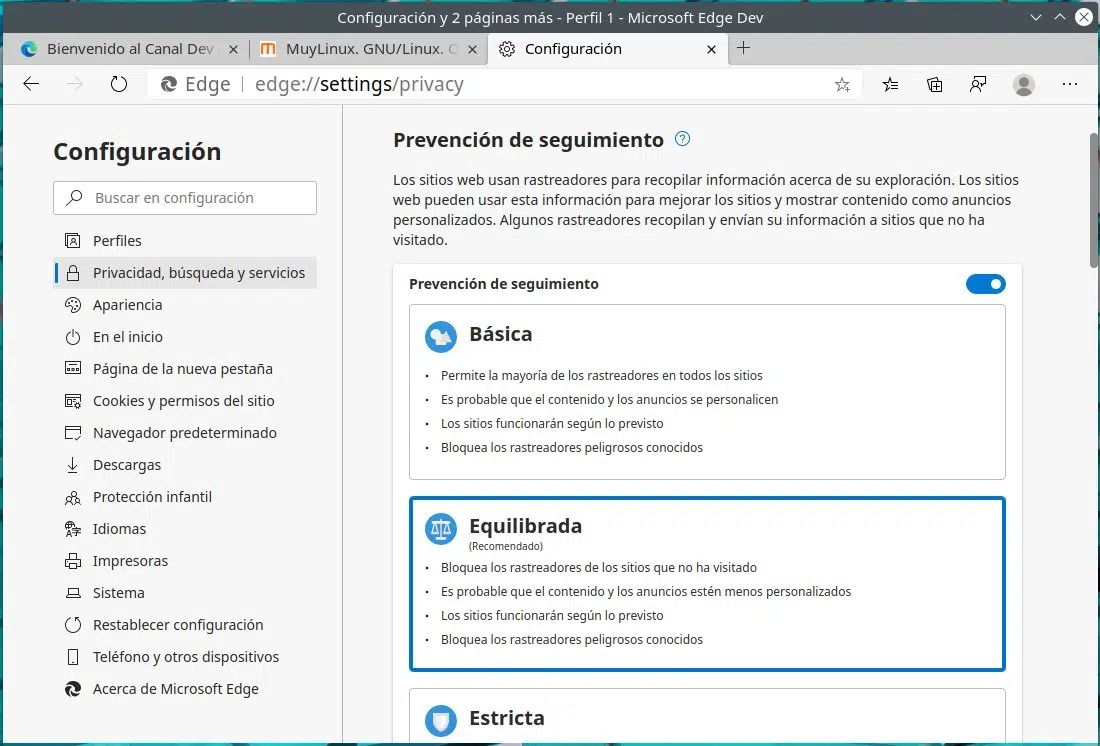 Configuración y 2 páginas más - Perfil 1 - Microsoft Edge Dev
Bienvenido al Canal Dev
MuyLinux. GNU/Linux.
Configuración
Edge
edge://settings/privacy
Configuración
Buscar en configuración
Perfiles
Privacidad, búsqueda y servicios
Apariencia
En el inicio
Página de la nueva pestaña
Cookies y permisos del sitio
Navegador predeterminado
Descargas
Protección infantil
Idiomas
Impresoras
Sistema
Restablecer configuración
Teléfono y otros dispositivos
Acerca de Microsoft Edge
Prevención de seguimiento
Los sitios web usan rastreadores para recopilar información acerca de su exploración. Los sitios
web pueden usar esta información para mejorar los sitios y mostrar contenido como anuncios
personalizados. Algunos rastreadores recopilan y envían su información a sitios que no ha
visitado.
Prevención de seguimiento
Básica
• Permite la mayoría de los rastreadores en todos los sitios
• Es probable que el contenido y los anuncios se personalicen
• Los sitios funcionarán según lo previsto
• Bloquea los rastreadores peligrosos conocidos
Equilibrada
(Recomendado)
• Bloquea los rastreadores de los sitios que no ha visitado
• Es probable que el contenido y los anuncios estén menos personalizados
• Los sitios funcionarán según lo previsto
• Bloquea los rastreadores peligrosos conocidos
Estricta